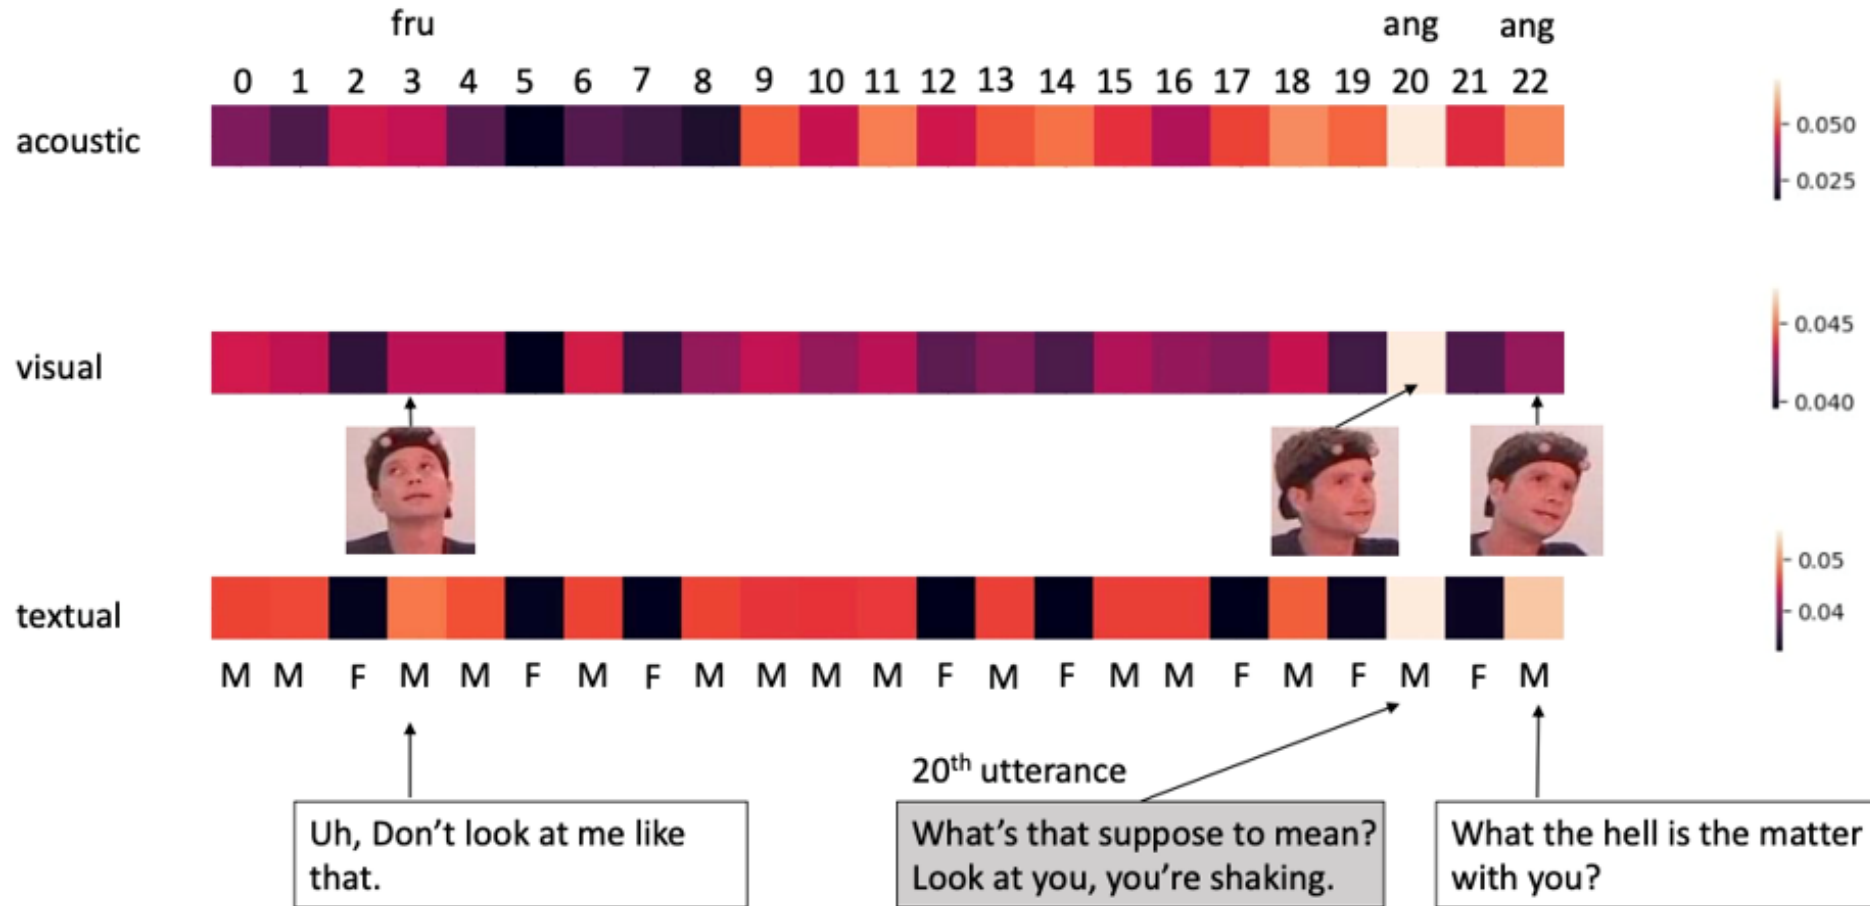 fru ang ang
0 1 2 3 4 5 6 7 8 9 10 11 12 13 14 15 16 17 18 19 20 21 22
acoustic
0.050
0.025
visual
0.045
0.040
textual
0.05
0.04
M M F M M F M F M M M M F M F M M F M F M F M
20th utterance
Uh, Don't look at me like
that.
What's that suppose to mean?
Look at you, you're shaking.
What the hell is the matter
with you?